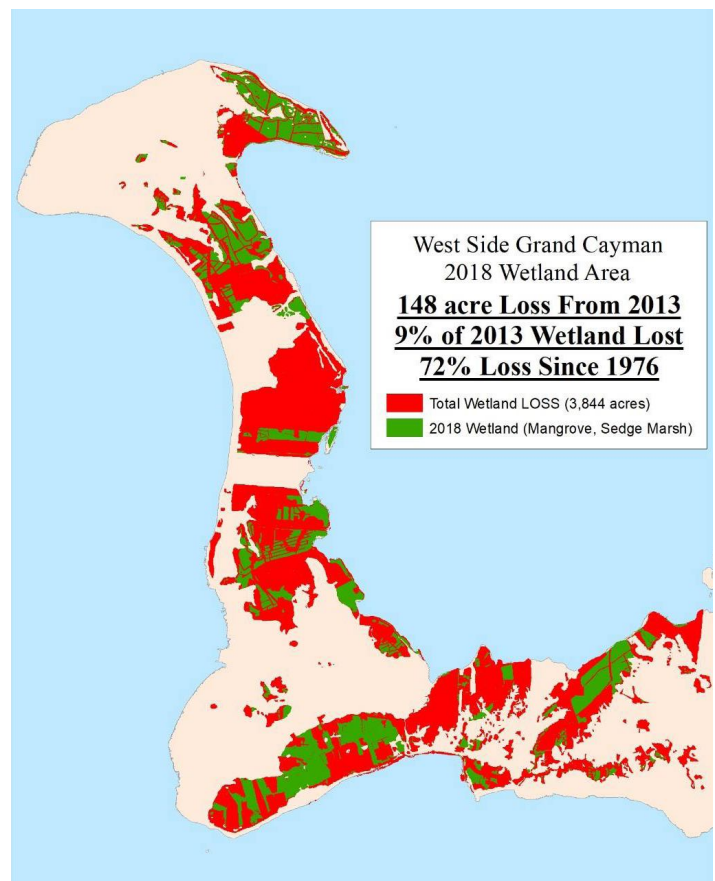 West Side Grand Cayman
2018 Wetland Area
148 acre Loss From 2013
9% of 2013 Wetland Lost
72% Loss Since 1976
Total Wetland LOSS (3,844 acres)
2018 Wetland (Mangrove, Sedge Marsh)